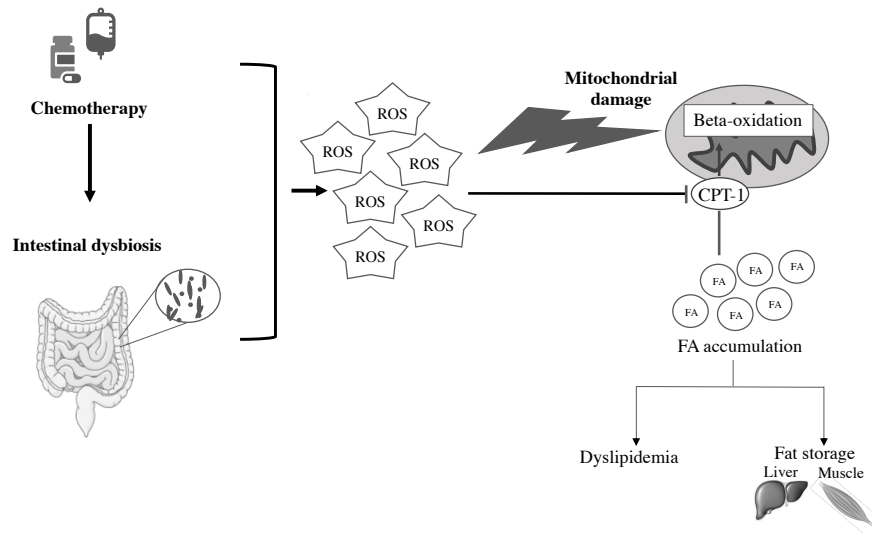 Chemotherapy
Intestinal dysbiosis
ROS
ROS
ROS
ROS
ROS
ROS
Mitochondrial
damage
Beta-oxidation
CPT-1
FA
FA
FA
FA
FA
FA
FA accumulation
Dyslipidemia
Fat storage
Liver
Muscle